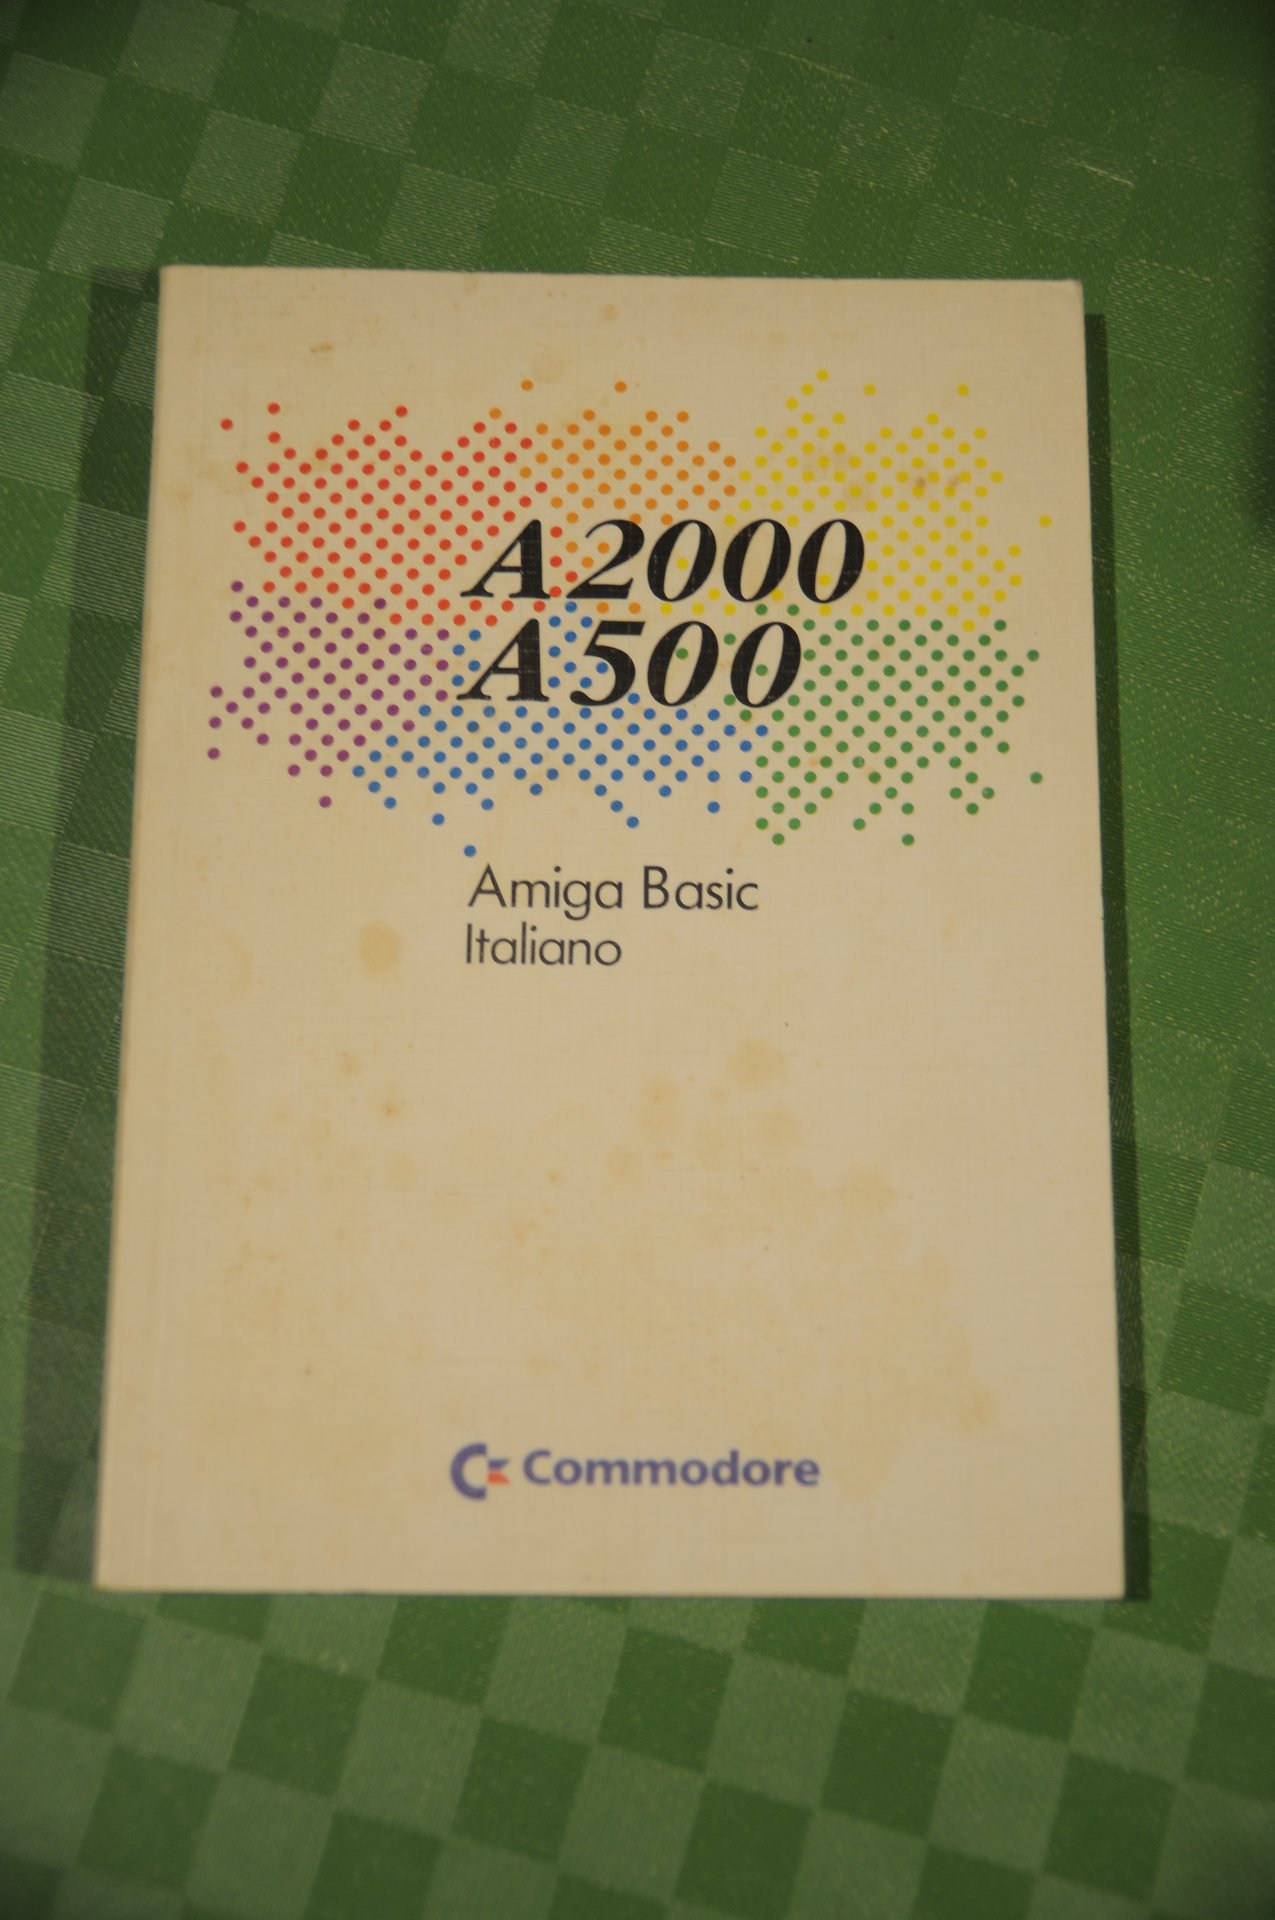 A2000
A500
Amiga Basic
Italiano
Commodore